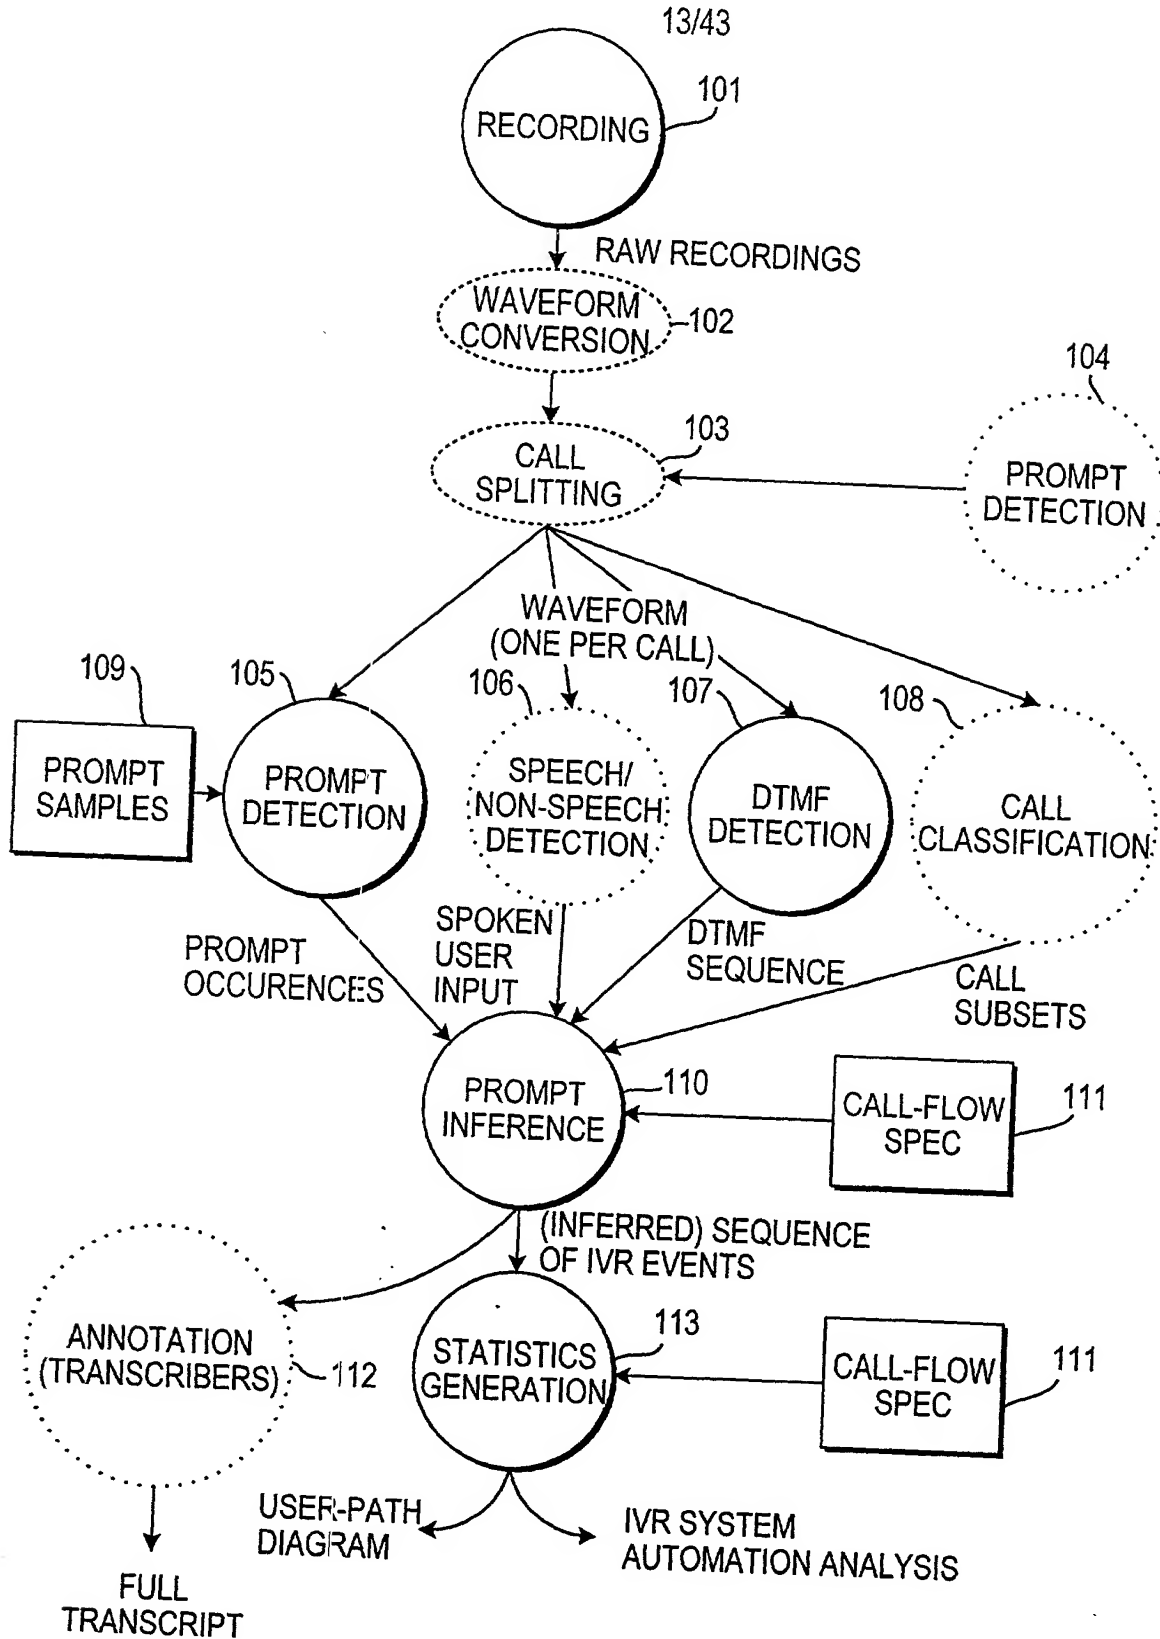 13/43
101
RECORDING
RAW RECORDINGS
WAVEFORM
CONVERSION
102
104
103
CALL
SPLITTING
PROMPT
DETECTION
WAVEFORM
(ONE PER CALL)
109
105
106
107
108
PROMPT
SAMPLES
PROMPT
DETECTION
SPEECH/
NON-SPEECH
DETECTION
DTMF
DETECTION
CALL
CLASSIFICATION
PROMPT
OCCURENCES
SPOKEN
USER
INPUT
DTMF
SEQUENCE
CALL
SUBSETS
PROMPT
INFERENCE
110
CALL-FLOW
SPEC
111
(INFERRED) SEQUENCE
OF IVR EVENTS
ANNOTATION
(TRANSCRIBERS)
112
STATISTICS
GENERATION
113
CALL-FLOW
SPEC
111
USER-PATH
DIAGRAM
IVR SYSTEM
AUTOMATION ANALYSIS
FULL
TRANSCRIPT